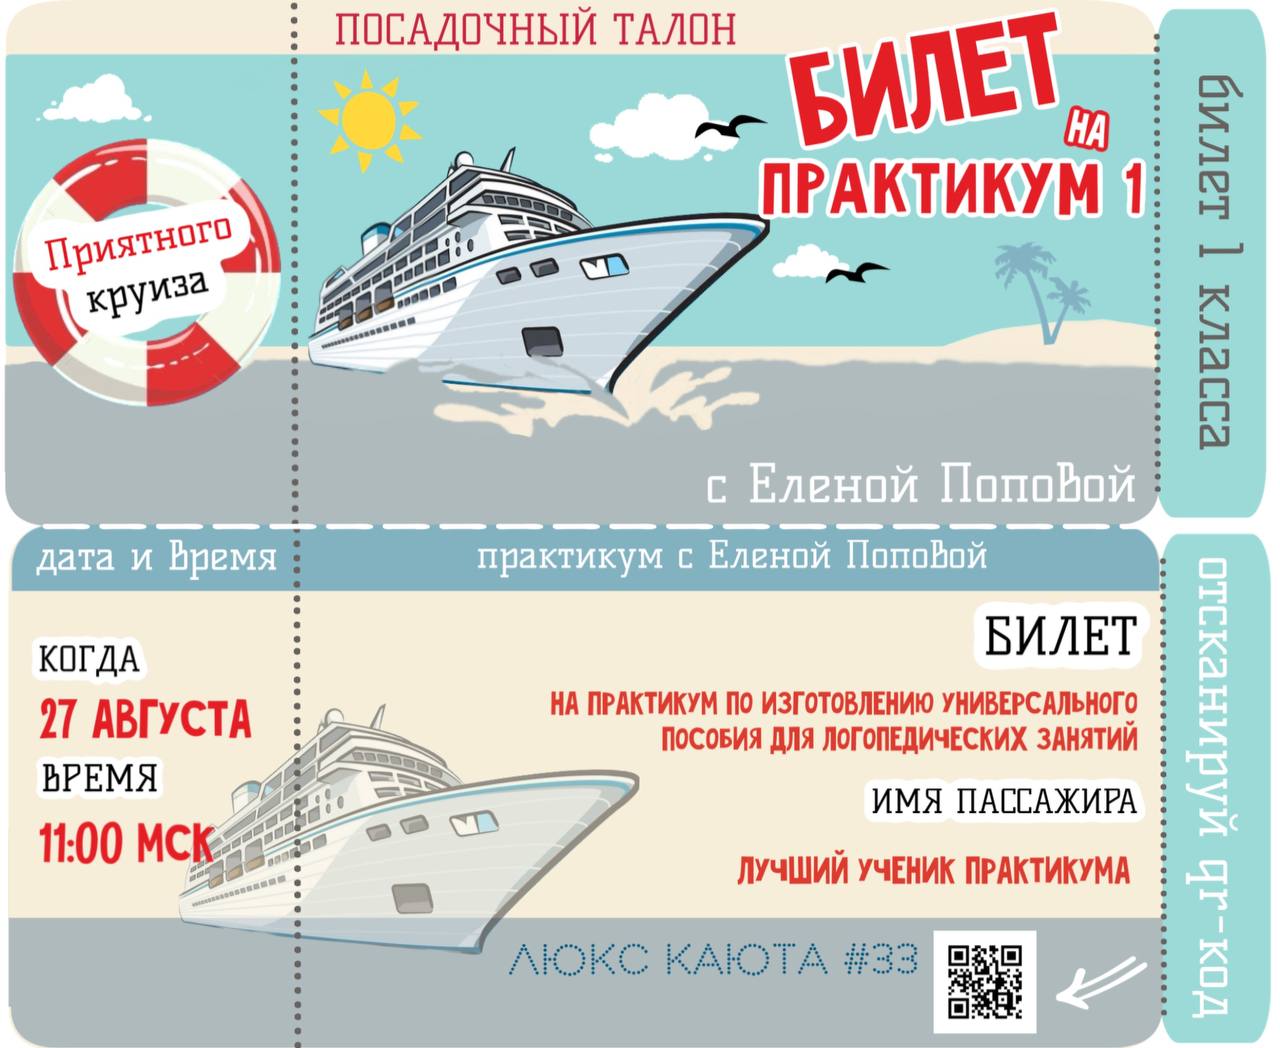 ПОСАДОЧНЫЙ ТАЛОН
БИЛЕТ
НА
ПРАКТИКУМ 1
Приятного
круиза
с Еленой Поповой
билет 1 класса
дата и время
практикум с Еленой Поповой
КОГДА
27 АВГУСТА
ВРЕМЯ
11:00 МСК
БИЛЕТ
НА ПРАКТИКУМ ПО ИЗГОТОВЛЕНИЮ УНИВЕРСАЛЬНОГО
ПОСОБИЯ ДЛЯ ЛОГОПЕДИЧЕСКИХ ЗАНЯТИЙ
ИМЯ ПАССАЖИРА
ЛУЧШИЙ УЧЕНИК ПРАКТИКУМА
ЛЮКС КАЮТА #33
отсканируй qr-код